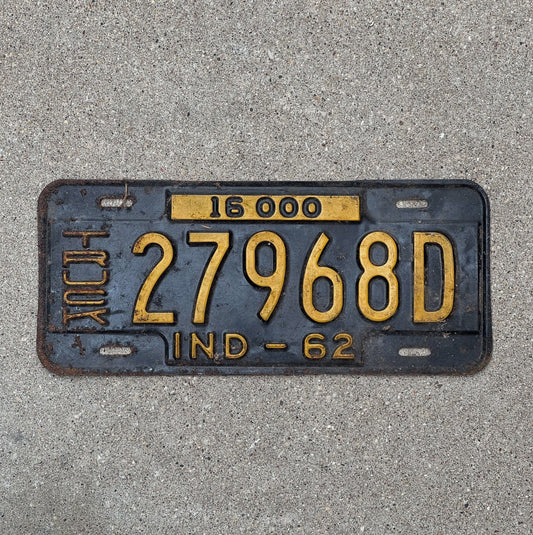 16 000
TRUCK
27968D
IND - 62